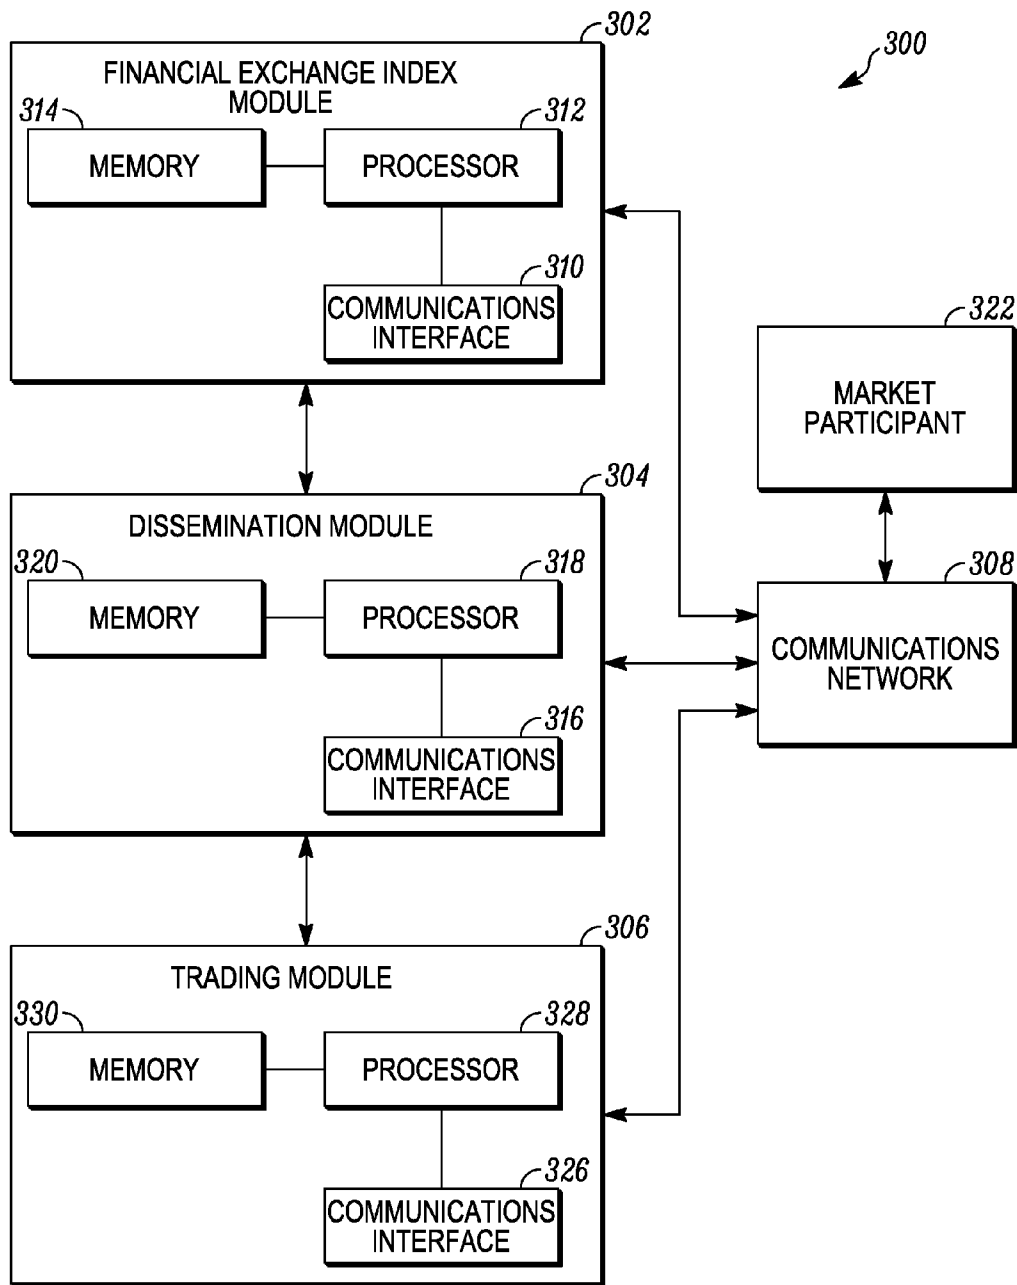 302
300
FINANCIAL EXCHANGE INDEX
MODULE
314
312
MEMORY
PROCESSOR
310
COMMUNICATIONS
INTERFACE
322
MARKET
PARTICIPANT
304
DISSEMINATION MODULE
320
318
MEMORY
PROCESSOR
308
COMMUNICATIONS
NETWORK
316
COMMUNICATIONS
INTERFACE
306
TRADING MODULE
330
328
MEMORY
PROCESSOR
326
COMMUNICATIONS
INTERFACE